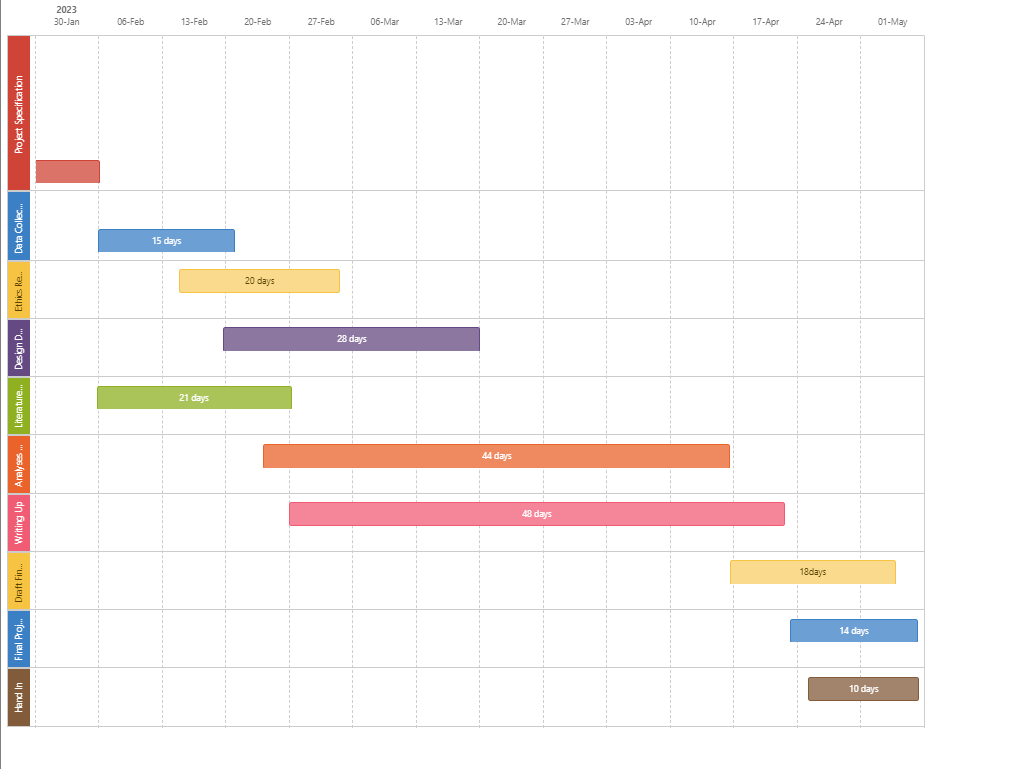 2023
30-Jan 06-Feb 13-Feb 20-Feb 27-Feb 06-Mar 13-Mar 20-Mar 27-Mar 03-Apr 10-Apr 17-Apr 24-Apr 01-May
Project Specification
Data Collec...
15 days
Ethics Re...
20 days
Design D...
28 days
Literature...
21 days
Analyses ...
44 days
Writing Up
48 days
Draft Fin...
18days
Final Proj...
14 days
Hand In
10 days